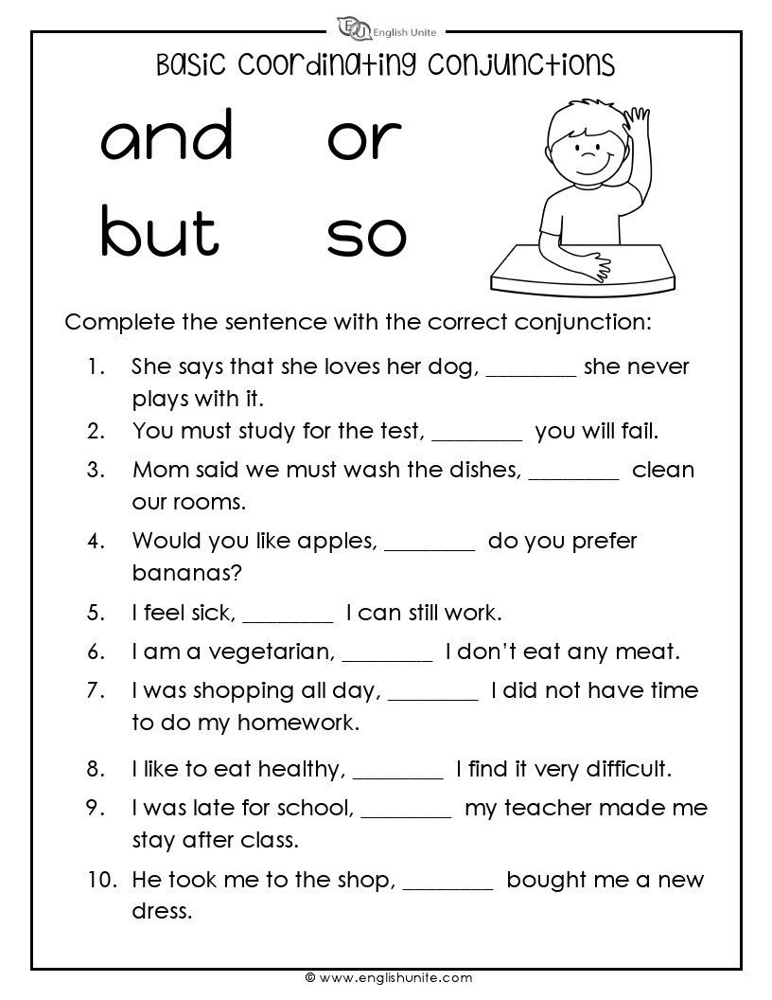 EU English Unite
Basic Coordinating Conjunctions
and or
but so
Complete the sentence with the correct conjunction:
1. She says that she loves her dog, ________ she never
plays with it.
2. You must study for the test, ________ you will fail.
3. Mom said we must wash the dishes, ________ clean
our rooms.
4. Would you like apples, ________ do you prefer
bananas?
5. I feel sick, ________ I can still work.
6. I am a vegetarian, ________ I don't eat any meat.
7. I was shopping all day, ________ I did not have time
to do my homework.
8. I like to eat healthy, ________ I find it very difficult.
9. I was late for school, ________ my teacher made me
stay after class.
10. He took me to the shop, ________ bought me a new
dress.
© www.englishunite.com